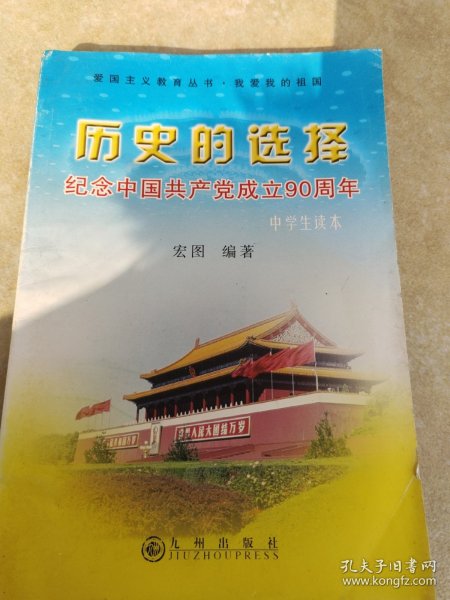 爱国主义教育丛书·我爱我的祖国
历史的选择
纪念中国共产党成立90周年
中学生读本
宏图 编著
世界人民大团结万岁
九州出版社
JIUZHOUPRESS
孔夫子旧书网
www.kongfz.com